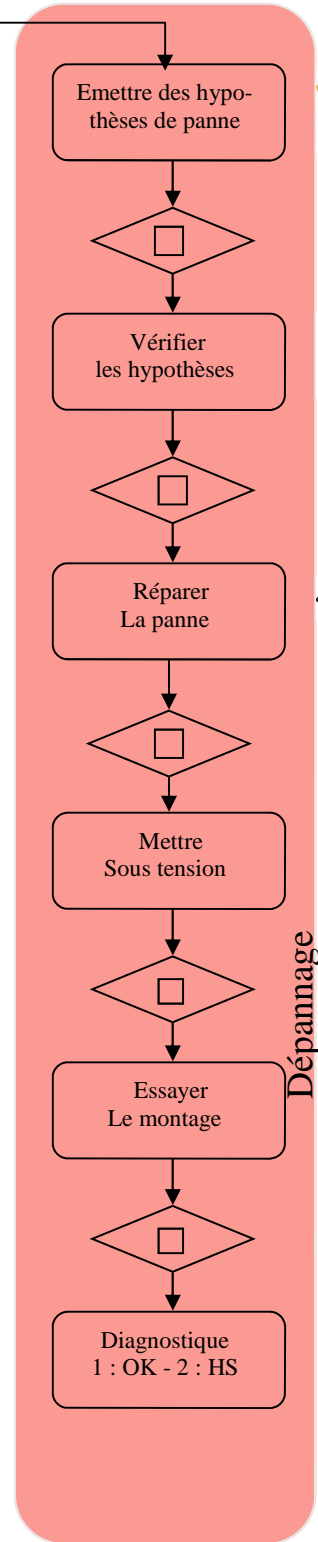 Emettre des hypo-
thèses de panne
Vérifier
les hypothèses
Réparer
La panne
Mettre
Sous tension
Dépannage
Essayer
Le montage
Diagnostique
1 : OK - 2 : HS